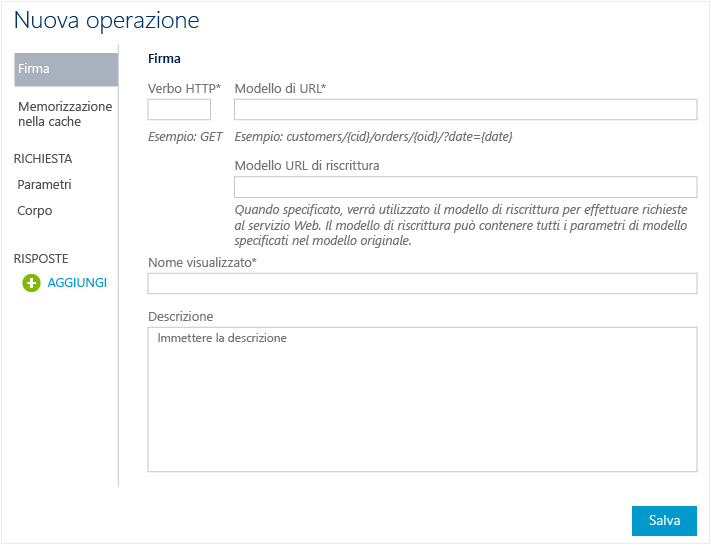 Nuova operazione
Firma
Memorizzazione
nella cache
RICHIESTA
Parametri
Corpo
RISPOSTE
AGGIUNGI
Firma
Verbo HTTP* Modello di URL*
Esempio: GET Esempio: customers/{cid}/orders/{oid}/?date={date}
Modello URL di riscrittura
Quando specificato, verrà utilizzato il modello di riscrittura per effettuare richieste
al servizio Web. Il modello di riscrittura può contenere tutti i parametri di modello
specificati nel modello originale.
Nome visualizzato*
Descrizione
Immettere la descrizione
Salva